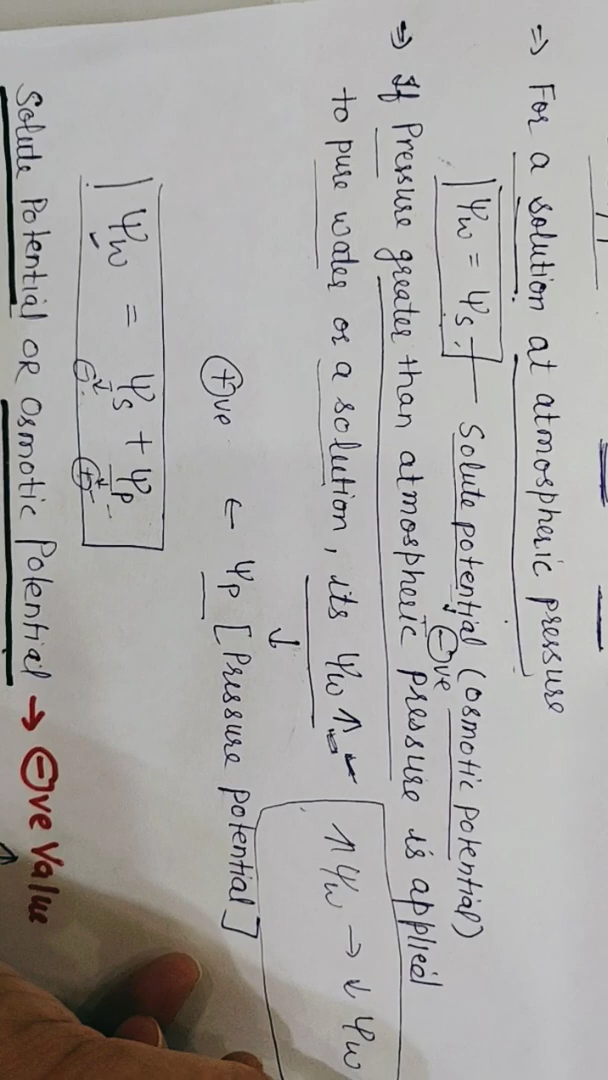 ⇒ For a solution at atmospheric pressure
Ψw = Ψs. Solute potential (osmotic potential)
⊖ve
⇒ If Pressure greater than atmospheric pressure is applied
to pure water or a solution, its Ψw ↑
↑Ψw → ↓Ψw
↓
⊕ve ← Ψp [Pressure potential]
Ψw = Ψs + Ψp
⊖ ⊕
Solute Potential OR Osmotic Potential → ⊖ve Value